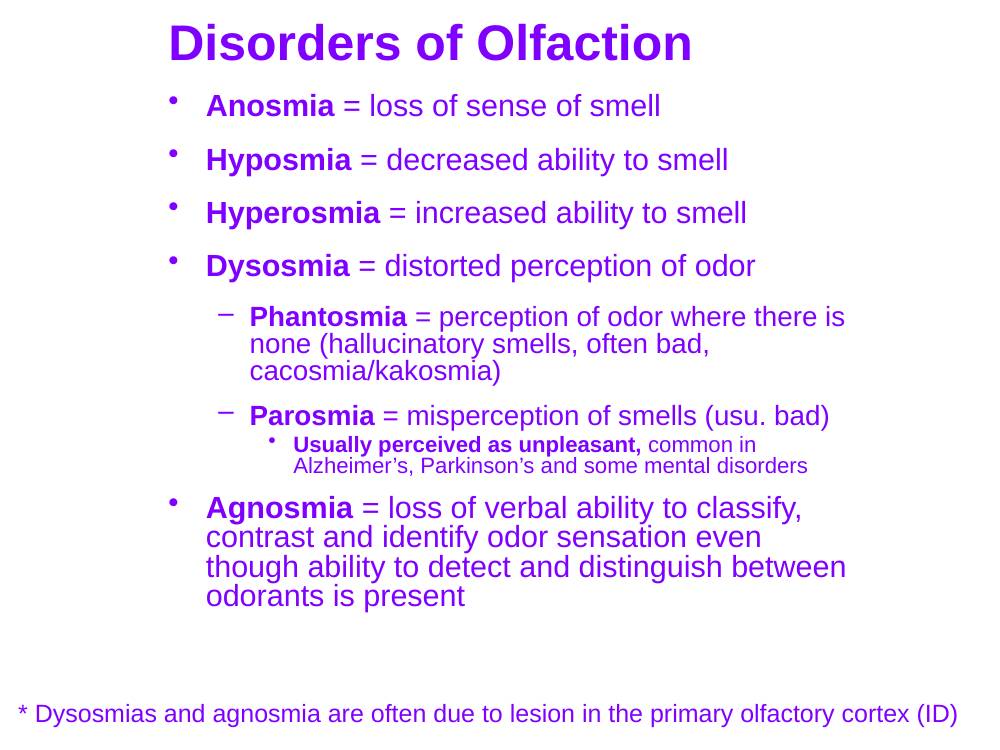 Disorders of Olfaction
• Anosmia = loss of sense of smell
• Hyposmia = decreased ability to smell
• Hyperosmia = increased ability to smell
• Dysosmia = distorted perception of odor
– Phantosmia = perception of odor where there is
none (hallucinatory smells, often bad,
cacosmia/kakosmia)
– Parosmia = misperception of smells (usu. bad)
• Usually perceived as unpleasant, common in
Alzheimer’s, Parkinson’s and some mental disorders
• Agnosmia = loss of verbal ability to classify,
contrast and identify odor sensation even
though ability to detect and distinguish between
odorants is present
* Dysosmias and agnosmia are often due to lesion in the primary olfactory cortex (ID)